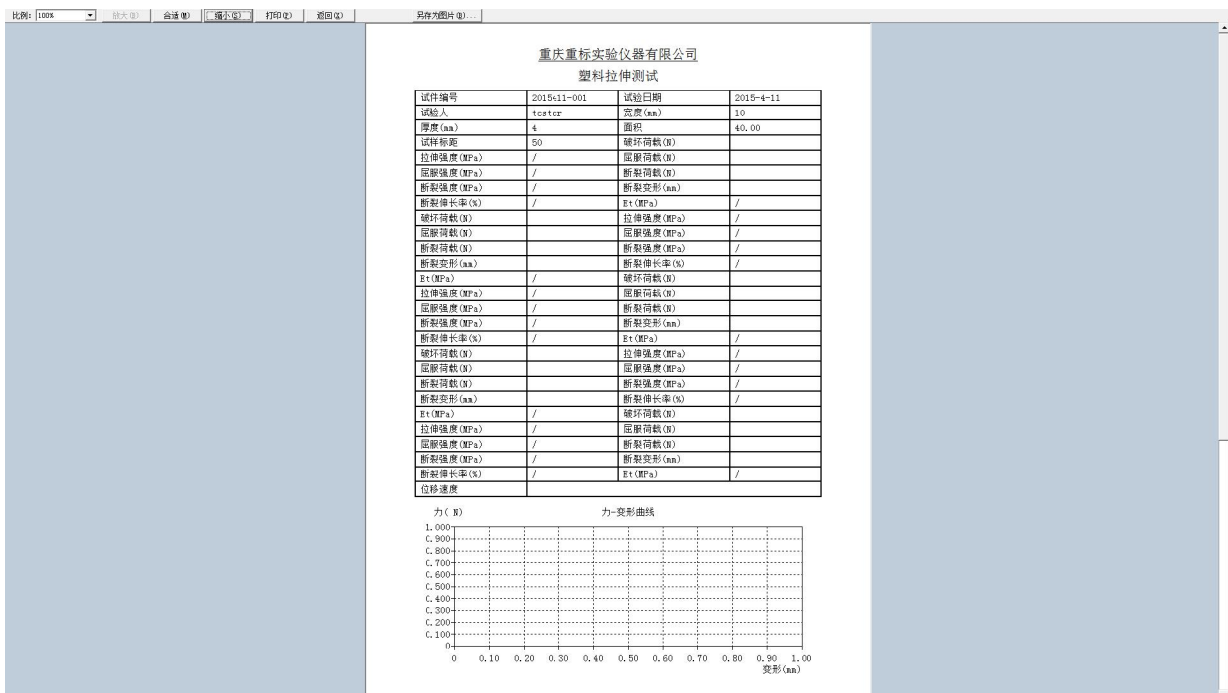 比例: 100% 放大(B) 合适(M) 缩小(S) 打印(P) 返回(X) 另存为图片(B)...
重庆重标实验仪器有限公司
塑料拉伸测试
试件编号 2015411-001 试验日期 2015-4-11
试验人 tester 宽度(mm) 10
厚度(mm) 4 面积 40.00
试样标距 50 破坏荷载(N)
拉伸强度(MPa) / 屈服荷载(N)
屈服强度(MPa) / 断裂荷载(N)
断裂强度(MPa) / 断裂变形(mm)
断裂伸长率(%) / Et(MPa) /
破坏荷载(N) 拉伸强度(MPa) /
屈服荷载(N) 屈服强度(MPa) /
断裂荷载(N) 断裂强度(MPa) /
断裂变形(mm) 断裂伸长率(%) /
Et(MPa) / 破坏荷载(N)
拉伸强度(MPa) / 屈服荷载(N)
屈服强度(MPa) / 断裂荷载(N)
断裂强度(MPa) / 断裂变形(mm)
断裂伸长率(%) / Et(MPa) /
破坏荷载(N) 拉伸强度(MPa) /
屈服荷载(N) 屈服强度(MPa) /
断裂荷载(N) 断裂强度(MPa) /
断裂变形(mm) 断裂伸长率(%) /
Et(MPa) / 破坏荷载(N)
拉伸强度(MPa) / 屈服荷载(N)
屈服强度(MPa) / 断裂荷载(N)
断裂强度(MPa) / 断裂变形(mm)
断裂伸长率(%) / Et(MPa) /
位移速度
力( N) 力-变形曲线
1.000
0.900
0.800
0.700
0.600
0.500
0.400
0.300
0.200
0.100
0
0 0.10 0.20 0.30 0.40 0.50 0.60 0.70 0.80 0.90 1.00
变形(mm)